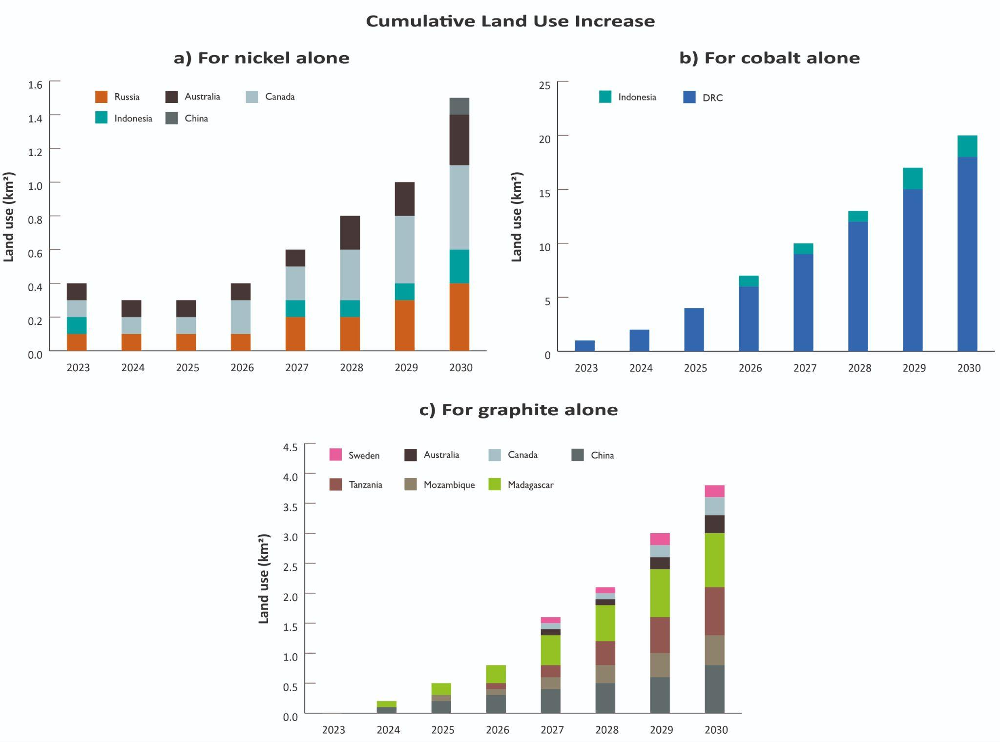 Cumulative Land Use Increase
a) For nickel alone
Land use (km²)
1.6
1.4
1.2
1.0
0.8
0.6
0.4
0.2
0.0
Russia Australia Canada
Indonesia China
2023 2024 2025 2026 2027 2028 2029 2030
b) For cobalt alone
Land use (km²)
25
20
15
10
5
0
Indonesia DRC
2023 2024 2025 2026 2027 2028 2029 2030
c) For graphite alone
Land use (km²)
4.5
4.0
3.5
3.0
2.5
2.0
1.5
1.0
0.5
0.0
Sweden Australia Canada China
Tanzania Mozambique Madagascar
2023 2024 2025 2026 2027 2028 2029 2030